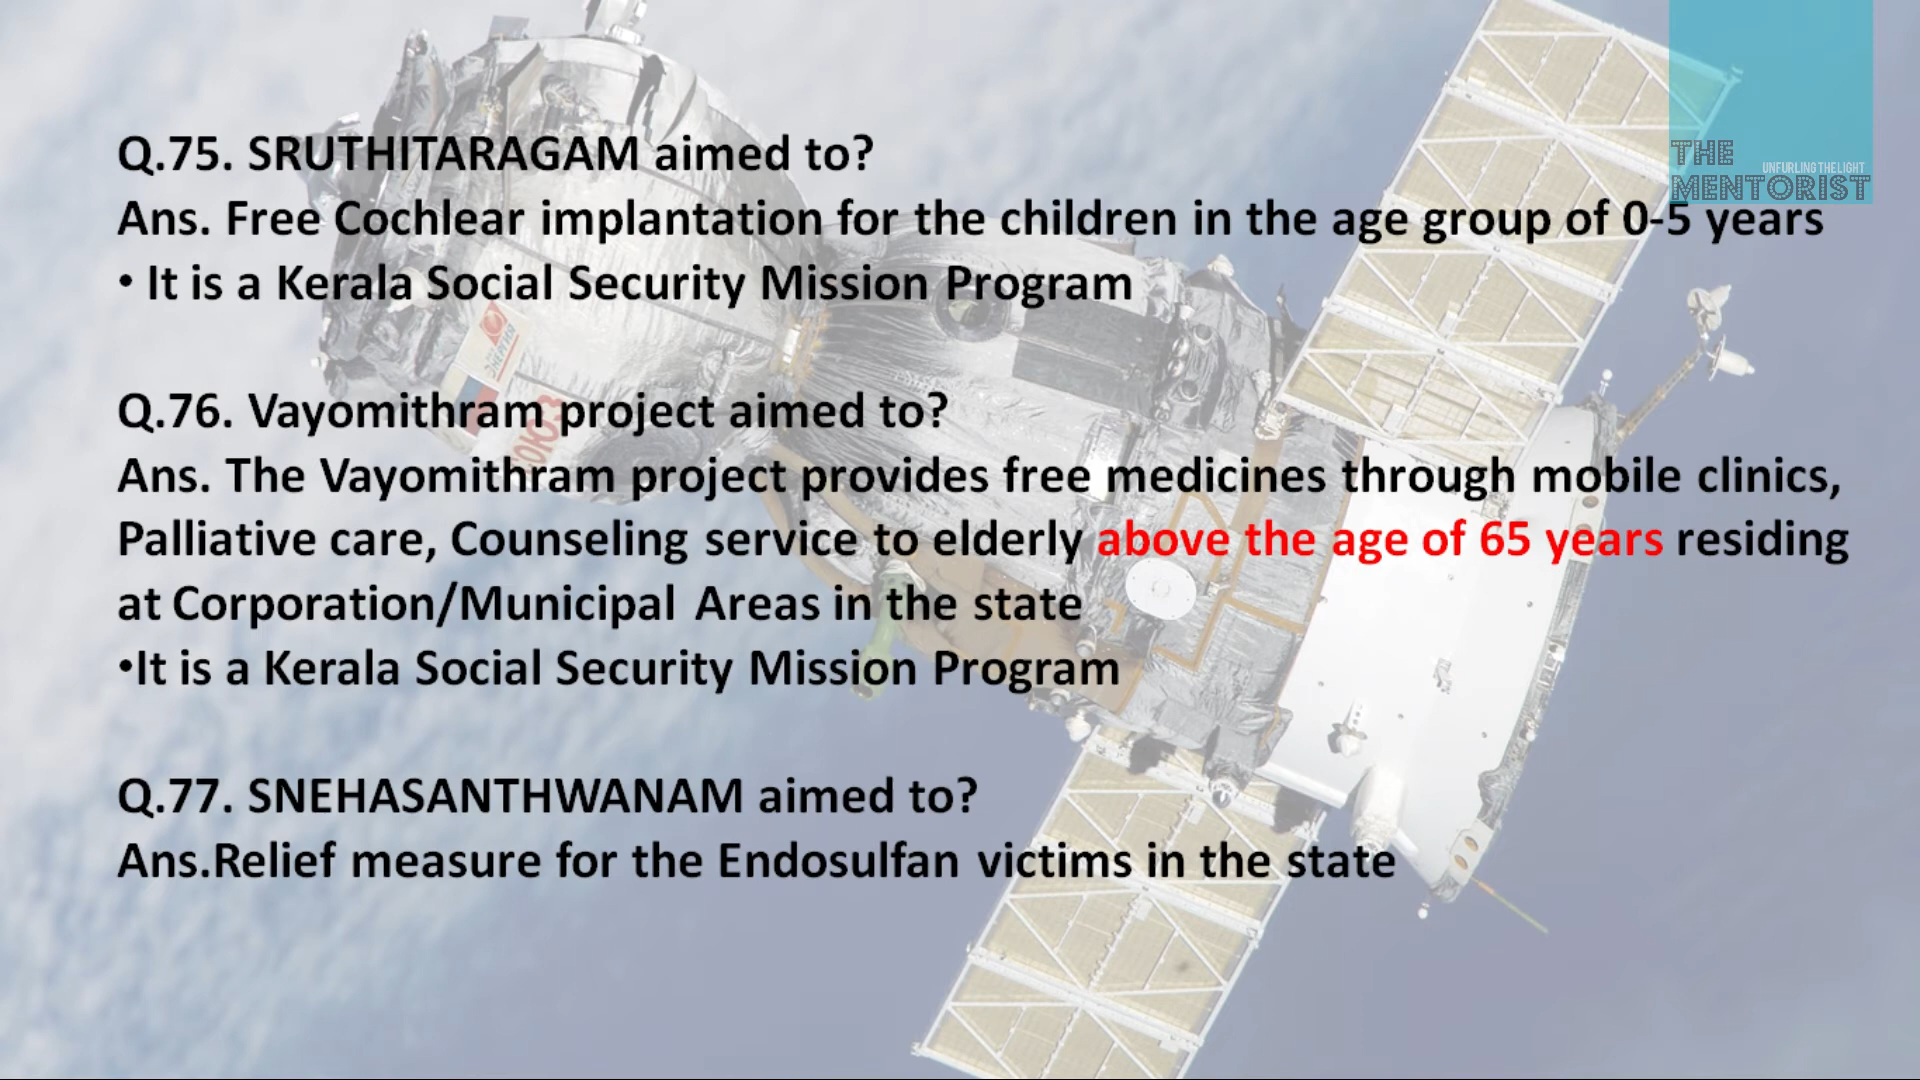 THE
UNFURLING THE LIGHT
MENTORIST
Q.75. SRUTHITARAGAM aimed to?
Ans. Free Cochlear implantation for the children in the age group of 0-5 years
• It is a Kerala Social Security Mission Program
Q.76. Vayomithram project aimed to?
Ans. The Vayomithram project provides free medicines through mobile clinics,
Palliative care, Counseling service to elderly above the age of 65 years residing
at Corporation/Municipal Areas in the state
•It is a Kerala Social Security Mission Program
Q.77. SNEHASANTHWANAM aimed to?
Ans.Relief measure for the Endosulfan victims in the state
СОЮЗ